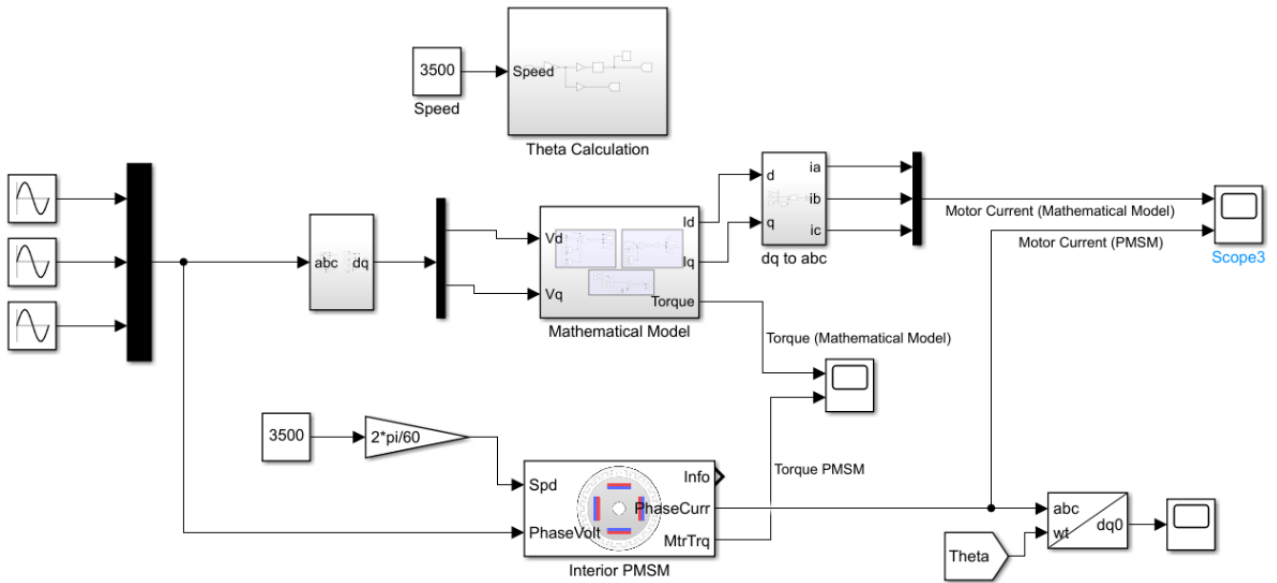 3500
Speed
Speed
Theta Calculation
abc
dq
Vd
Vq
Id
Iq
Torque
Mathematical Model
d
q
ia
ib
ic
dq to abc
Motor Current (Mathematical Model)
Motor Current (PMSM)
Scope3
Torque (Mathematical Model)
3500
2*pi/60
Spd
PhaseVolt
Info
PhaseCurr
MtrTrq
Interior PMSM
Torque PMSM
Theta
abc
wt
dq0